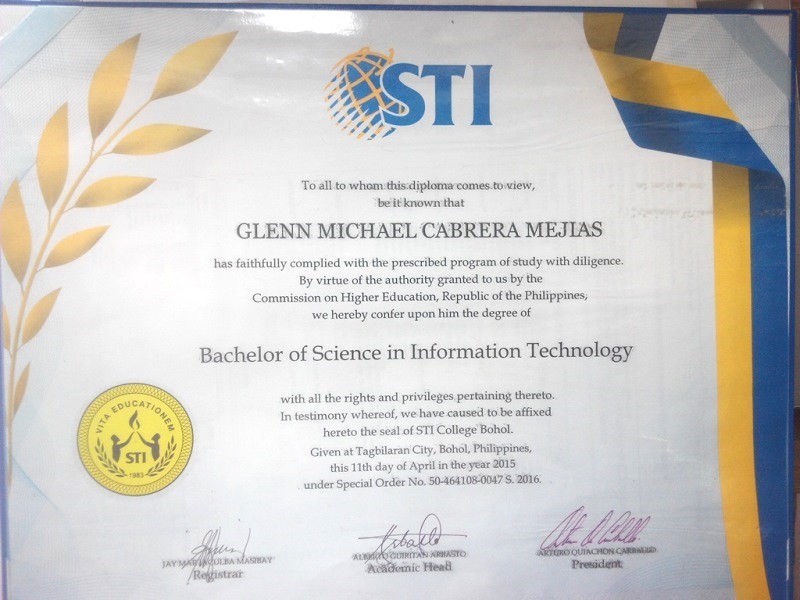 STI
To all to whom this diploma comes to view,
be it known that
GLENN MICHAEL CABRERA MEJIAS
has faithfully complied with the prescribed program of study with diligence.
By virtue of the authority granted to us by the
Commission on Higher Education, Republic of the Philippines,
we hereby confer upon him the degree of
Bachelor of Science in Information Technology
with all the rights and privileges pertaining thereto.
In testimony whereof, we have caused to be affixed
hereto the seal of STI College Bohol.
Given at Tagbilaran City, Bohol, Philippines,
this 11th day of April in the year 2015
under Special Order No. 50-464108-0047 S. 2016.
VITA EDUCATIONEM
STI
1983
JAY MASIBAY
Registrar
ALBERTO GUIRITAN ARBASTO
Academic Head
ARTURO QUIACHON CARBALLO
President